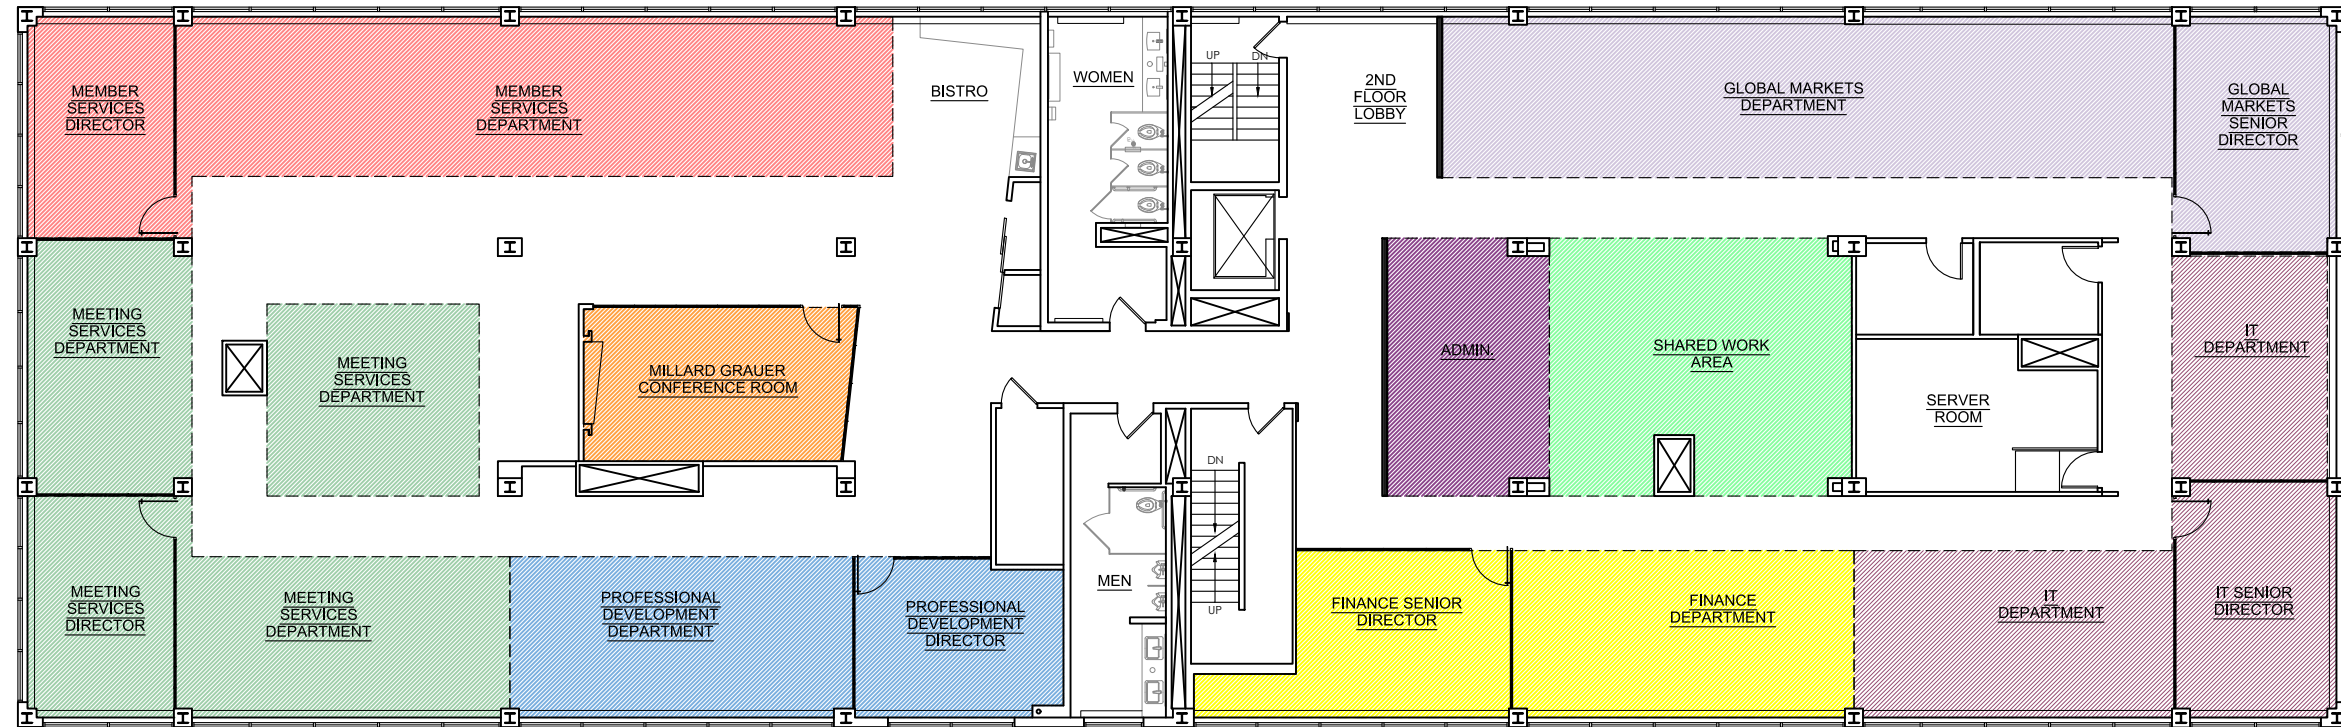 MEMBER
SERVICES
DIRECTOR
MEMBER
SERVICES
DEPARTMENT
BISTRO
WOMEN
UP
DN
2ND
FLOOR
LOBBY
GLOBAL MARKETS
DEPARTMENT
GLOBAL
MARKETS
SENIOR
DIRECTOR
MEETING
SERVICES
DEPARTMENT
MEETING
SERVICES
DEPARTMENT
MILLARD GRAUER
CONFERENCE ROOM
ADMIN.
SHARED WORK
AREA
SERVER
ROOM
IT
DEPARTMENT
MEETING
SERVICES
DIRECTOR
MEETING
SERVICES
DEPARTMENT
PROFESSIONAL
DEVELOPMENT
DEPARTMENT
PROFESSIONAL
DEVELOPMENT
DIRECTOR
MEN
DN
UP
FINANCE SENIOR
DIRECTOR
FINANCE
DEPARTMENT
IT
DEPARTMENT
IT SENIOR
DIRECTOR